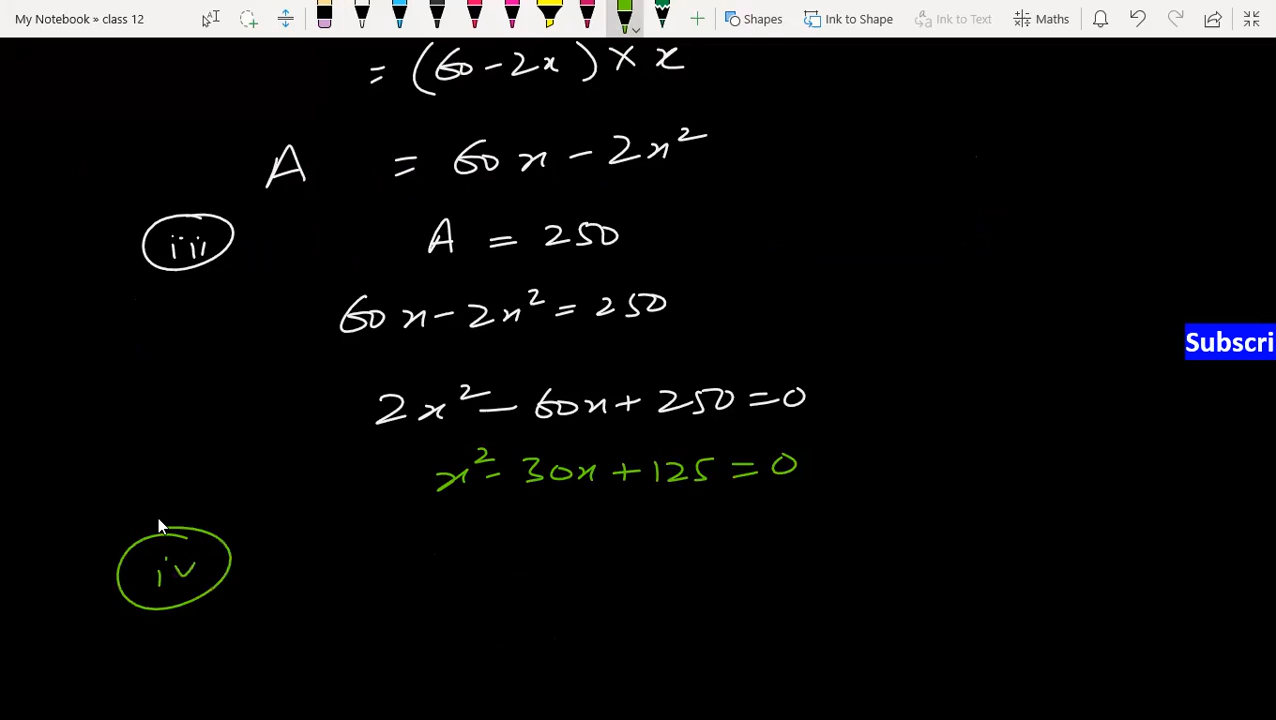 My Notebook » class 12
Shapes
Ink to Shape
Ink to Text
Maths
= (60-2x) × x
A = 60x - 2x²
iii
A = 250
60x - 2x² = 250
2x² - 60x + 250 = 0
x² - 30x + 125 = 0
iv
Subscri